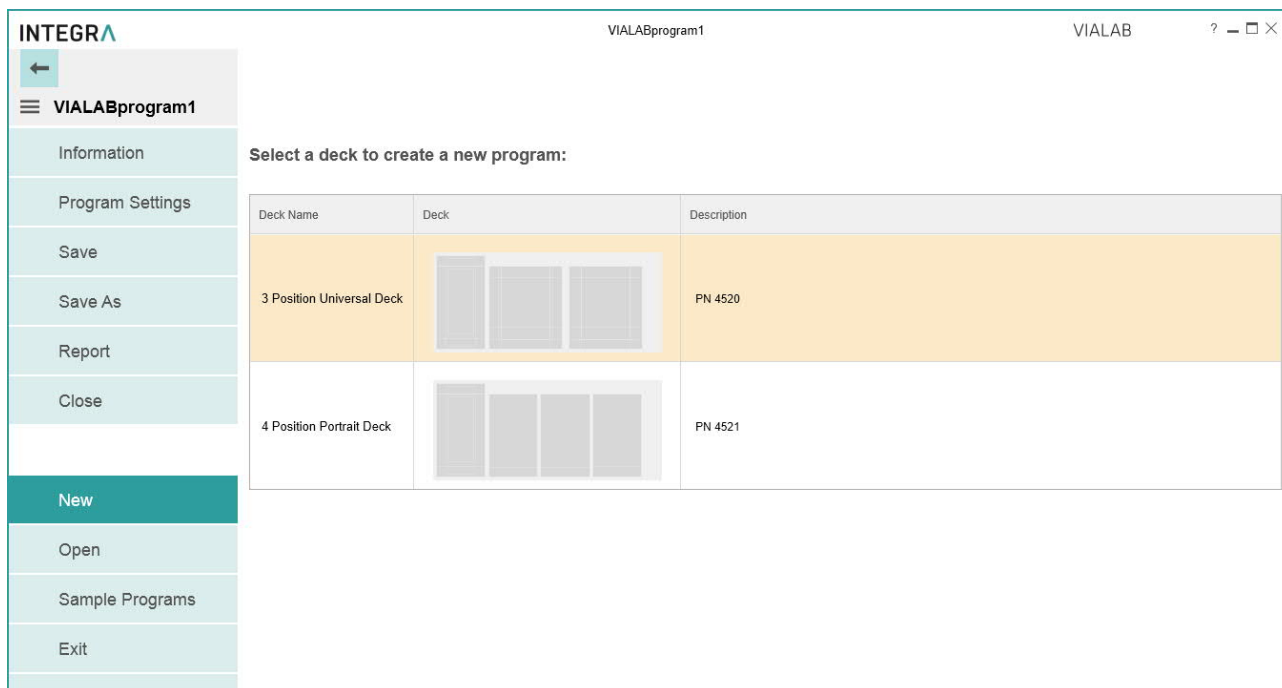 INTEGRA
VIALABprogram1
VIALAB
?
VIALABprogram1
Information
Program Settings
Save
Save As
Report
Close
New
Open
Sample Programs
Exit
Select a deck to create a new program:
Deck Name Deck Description
3 Position Universal Deck PN 4520
4 Position Portrait Deck PN 4521